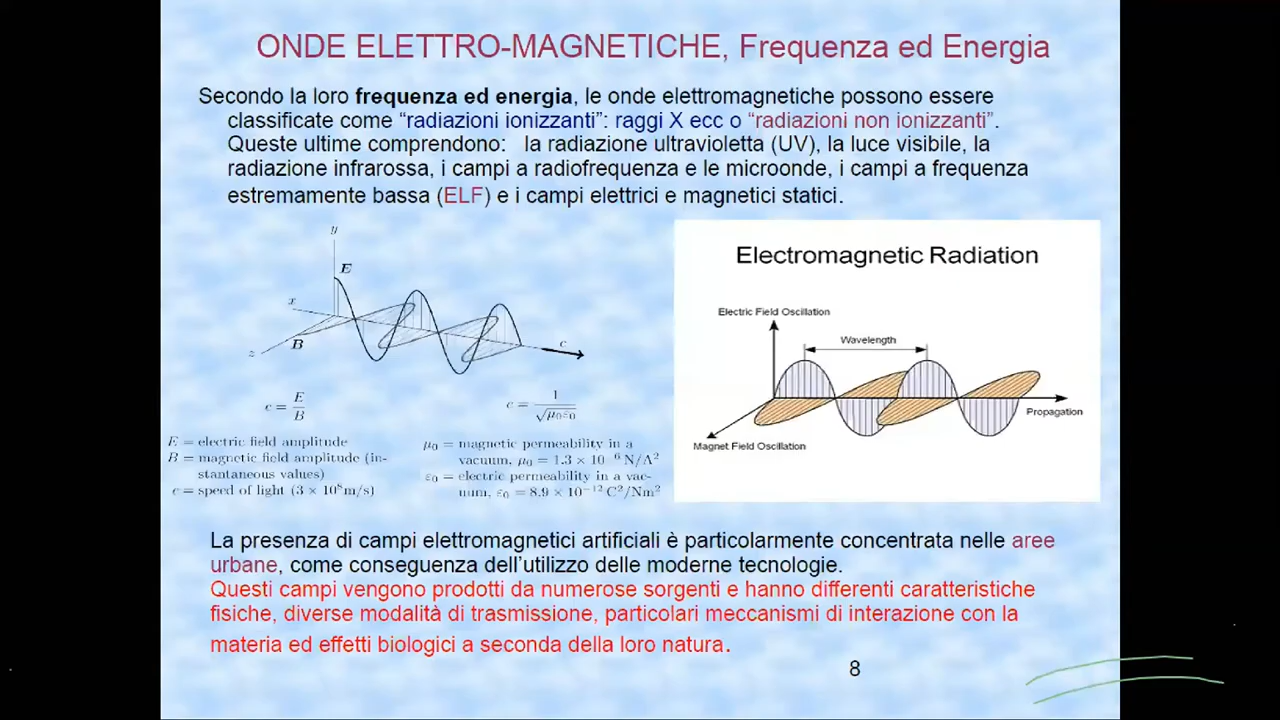 ONDE ELETTRO-MAGNETICHE, Frequenza ed Energia
Secondo la loro frequenza ed energia, le onde elettromagnetiche possono essere
classificate come “radiazioni ionizzanti”: raggi X ecc o “radiazioni non ionizzanti”.
Queste ultime comprendono: la radiazione ultravioletta (UV), la luce visibile, la
radiazione infrarossa, i campi a radiofrequenza e le microonde, i campi a frequenza
estremamente bassa (ELF) e i campi elettrici e magnetici statici.
y
E
x
z
B
c
c = E/B
c = 1/√μ₀ε₀
E = electric field amplitude
B = magnetic field amplitude (in-
stantaneous values)
c = speed of light (3 × 10⁸m/s)
μ₀ = magnetic permeability in a
vacuum, μ₀ = 1.3 × 10⁻⁶ N/A²
ε₀ = electric permeability in a vac-
uum, ε₀ = 8.9 × 10⁻¹² C²/Nm²
Electromagnetic Radiation
Electric Field Oscillation
Wavelength
Propagation
Magnet Field Oscillation
La presenza di campi elettromagnetici artificiali è particolarmente concentrata nelle aree
urbane, come conseguenza dell’utilizzo delle moderne tecnologie.
Questi campi vengono prodotti da numerose sorgenti e hanno differenti caratteristiche
fisiche, diverse modalità di trasmissione, particolari meccanismi di interazione con la
materia ed effetti biologici a seconda della loro natura.
8